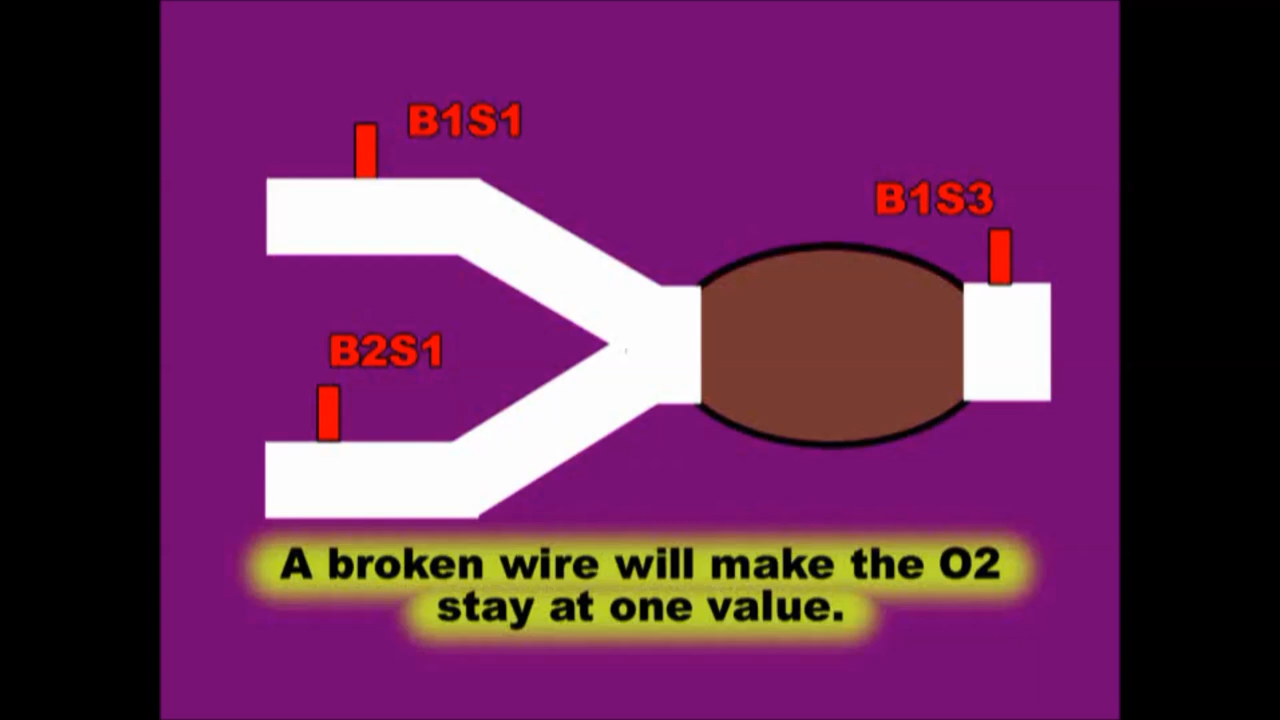 B1S1
B1S3
B2S1
A broken wire will make the O2
stay at one value.